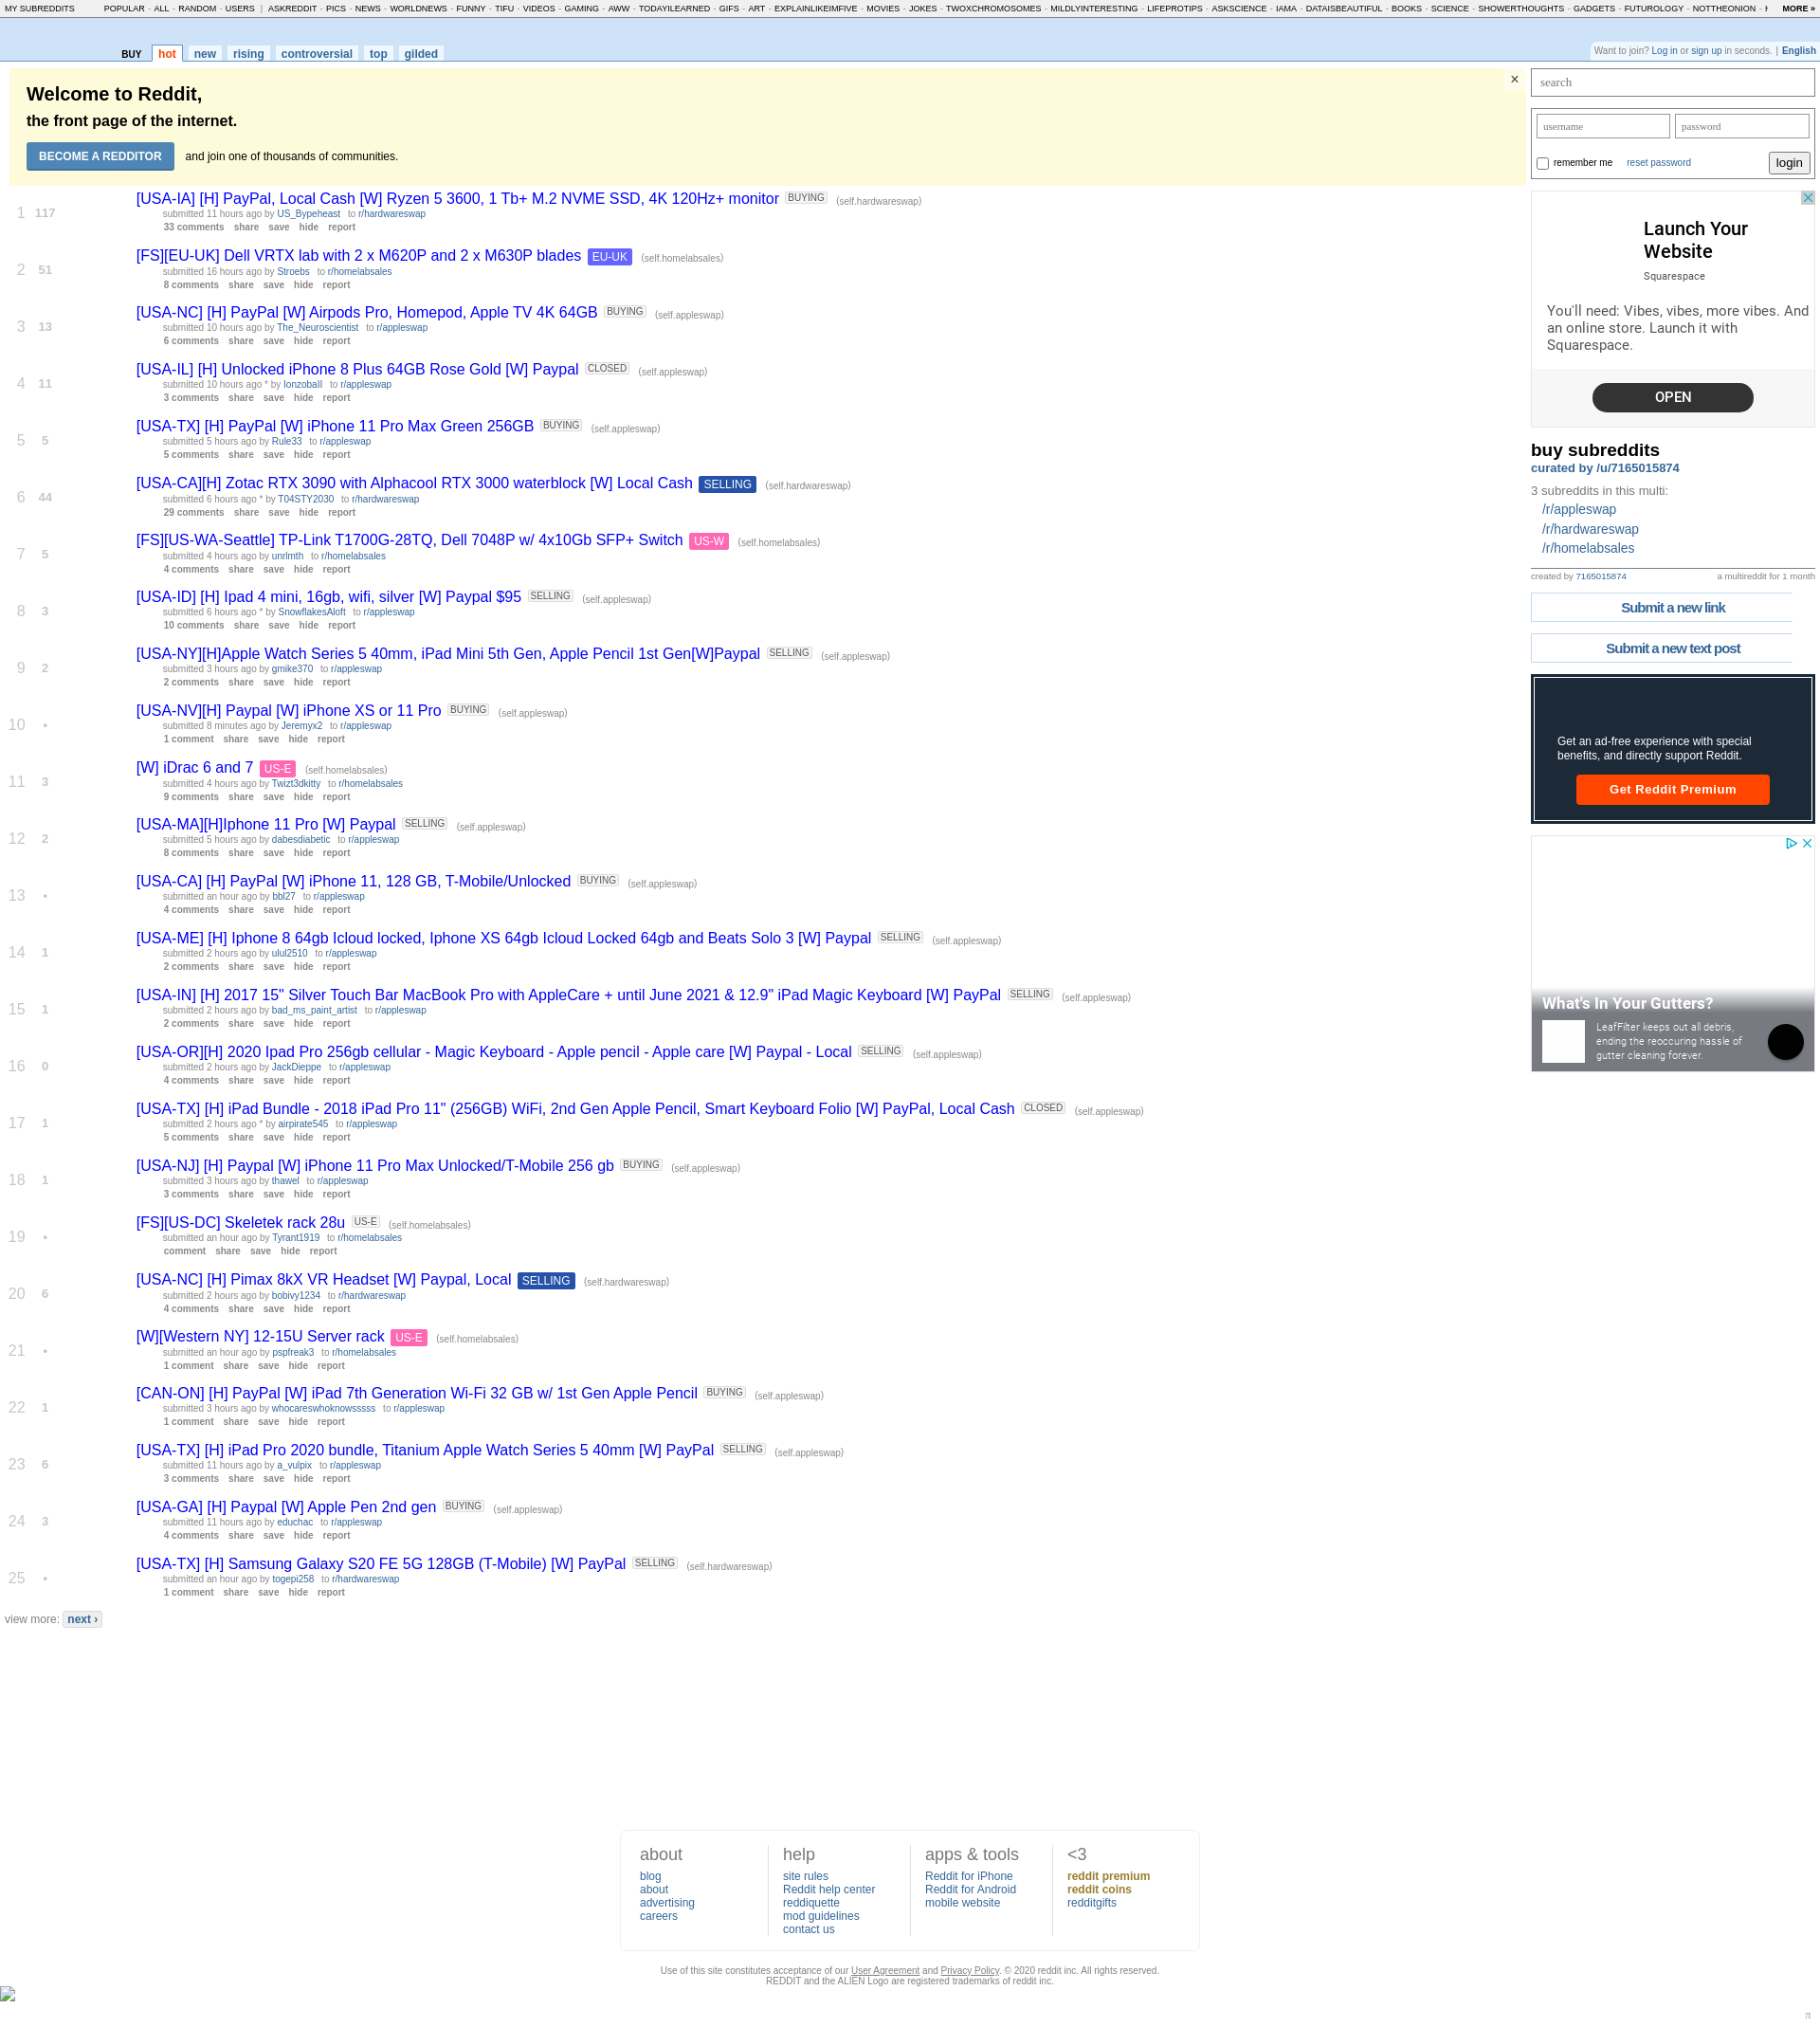 MY SUBREDDITS POPULAR - ALL - RANDOM - USERS | ASKREDDIT - PICS - NEWS - WORLDNEWS - FUNNY - TIFU - VIDEOS - GAMING - AWW - TODAYILEARNED - GIFS - ART - EXPLAINLIKEIMFIVE - MOVIES - JOKES - TWOXCHROMOSOMES - MILDLYINTERESTING - LIFEPROTIPS - ASKSCIENCE - IAMA - DATAISBEAUTIFUL - BOOKS - SCIENCE - SHOWERTHOUGHTS - GADGETS - FUTUROLOGY - NOTTHEONION - MORE »
BUY hot new rising controversial top gilded
Want to join? Log in or sign up in seconds. | English
Welcome to Reddit,
the front page of the internet.
BECOME A REDDITOR and join one of thousands of communities.
×
1 117 [USA-IA] [H] PayPal, Local Cash [W] Ryzen 5 3600, 1 Tb+ M.2 NVME SSD, 4K 120Hz+ monitor BUYING (self.hardwareswap)
submitted 11 hours ago by US_Bypeheast to r/hardwareswap
33 comments share save hide report
2 51 [FS][EU-UK] Dell VRTX lab with 2 x M620P and 2 x M630P blades EU-UK (self.homelabsales)
submitted 16 hours ago by Stroebs to r/homelabsales
8 comments share save hide report
3 13 [USA-NC] [H] PayPal [W] Airpods Pro, Homepod, Apple TV 4K 64GB BUYING (self.appleswap)
submitted 10 hours ago by The_Neuroscientist to r/appleswap
6 comments share save hide report
4 11 [USA-IL] [H] Unlocked iPhone 8 Plus 64GB Rose Gold [W] Paypal CLOSED (self.appleswap)
submitted 10 hours ago * by lonzoball to r/appleswap
3 comments share save hide report
5 5 [USA-TX] [H] PayPal [W] iPhone 11 Pro Max Green 256GB BUYING (self.appleswap)
submitted 5 hours ago by Rule33 to r/appleswap
5 comments share save hide report
6 44 [USA-CA][H] Zotac RTX 3090 with Alphacool RTX 3000 waterblock [W] Local Cash SELLING (self.hardwareswap)
submitted 6 hours ago * by T04STY2030 to r/hardwareswap
29 comments share save hide report
7 5 [FS][US-WA-Seattle] TP-Link T1700G-28TQ, Dell 7048P w/ 4x10Gb SFP+ Switch US-W (self.homelabsales)
submitted 4 hours ago by unrlmth to r/homelabsales
4 comments share save hide report
8 3 [USA-ID] [H] Ipad 4 mini, 16gb, wifi, silver [W] Paypal $95 SELLING (self.appleswap)
submitted 6 hours ago * by SnowflakesAloft to r/appleswap
10 comments share save hide report
9 2 [USA-NY][H]Apple Watch Series 5 40mm, iPad Mini 5th Gen, Apple Pencil 1st Gen[W]Paypal SELLING (self.appleswap)
submitted 3 hours ago by gmike370 to r/appleswap
2 comments share save hide report
10 • [USA-NV][H] Paypal [W] iPhone XS or 11 Pro BUYING (self.appleswap)
submitted 8 minutes ago by Jeremyx2 to r/appleswap
1 comment share save hide report
11 3 [W] iDrac 6 and 7 US-E (self.homelabsales)
submitted 4 hours ago by Twizt3dkitty to r/homelabsales
9 comments share save hide report
12 2 [USA-MA][H]Iphone 11 Pro [W] Paypal SELLING (self.appleswap)
submitted 5 hours ago by dabesdiabetic to r/appleswap
8 comments share save hide report
13 • [USA-CA] [H] PayPal [W] iPhone 11, 128 GB, T-Mobile/Unlocked BUYING (self.appleswap)
submitted an hour ago by bbl27 to r/appleswap
4 comments share save hide report
14 1 [USA-ME] [H] Iphone 8 64gb Icloud locked, Iphone XS 64gb Icloud Locked 64gb and Beats Solo 3 [W] Paypal SELLING (self.appleswap)
submitted 2 hours ago by ulul2510 to r/appleswap
2 comments share save hide report
15 1 [USA-IN] [H] 2017 15" Silver Touch Bar MacBook Pro with AppleCare + until June 2021 & 12.9" iPad Magic Keyboard [W] PayPal SELLING (self.appleswap)
submitted 2 hours ago by bad_ms_paint_artist to r/appleswap
2 comments share save hide report
16 0 [USA-OR][H] 2020 Ipad Pro 256gb cellular - Magic Keyboard - Apple pencil - Apple care [W] Paypal - Local SELLING (self.appleswap)
submitted 2 hours ago by JackDieppe to r/appleswap
4 comments share save hide report
17 1 [USA-TX] [H] iPad Bundle - 2018 iPad Pro 11" (256GB) WiFi, 2nd Gen Apple Pencil, Smart Keyboard Folio [W] PayPal, Local Cash CLOSED (self.appleswap)
submitted 2 hours ago * by airpirate545 to r/appleswap
5 comments share save hide report
18 1 [USA-NJ] [H] Paypal [W] iPhone 11 Pro Max Unlocked/T-Mobile 256 gb BUYING (self.appleswap)
submitted 3 hours ago by thawel to r/appleswap
3 comments share save hide report
19 • [FS][US-DC] Skeletek rack 28u US-E (self.homelabsales)
submitted an hour ago by Tyrant1919 to r/homelabsales
comment share save hide report
20 6 [USA-NC] [H] Pimax 8kX VR Headset [W] Paypal, Local SELLING (self.hardwareswap)
submitted 2 hours ago by bobivy1234 to r/hardwareswap
4 comments share save hide report
21 • [W][Western NY] 12-15U Server rack US-E (self.homelabsales)
submitted an hour ago by pspfreak3 to r/homelabsales
1 comment share save hide report
22 1 [CAN-ON] [H] PayPal [W] iPad 7th Generation Wi-Fi 32 GB w/ 1st Gen Apple Pencil BUYING (self.appleswap)
submitted 3 hours ago by whocareswhoknowsssss to r/appleswap
1 comment share save hide report
23 6 [USA-TX] [H] iPad Pro 2020 bundle, Titanium Apple Watch Series 5 40mm [W] PayPal SELLING (self.appleswap)
submitted 11 hours ago by a_vulpix to r/appleswap
3 comments share save hide report
24 3 [USA-GA] [H] Paypal [W] Apple Pen 2nd gen BUYING (self.appleswap)
submitted 11 hours ago by educhac to r/appleswap
4 comments share save hide report
25 • [USA-TX] [H] Samsung Galaxy S20 FE 5G 128GB (T-Mobile) [W] PayPal SELLING (self.hardwareswap)
submitted an hour ago by togepi258 to r/hardwareswap
1 comment share save hide report
view more: next ›
search
username password
remember me reset password login
Launch Your
Website
Squarespace
You'll need: Vibes, vibes, more vibes. And
an online store. Launch it with
Squarespace.
OPEN
buy subreddits
curated by /u/7165015874
3 subreddits in this multi:
/r/appleswap
/r/hardwareswap
/r/homelabsales
created by 7165015874 a multireddit for 1 month
Submit a new link
Submit a new text post
Get an ad-free experience with special
benefits, and directly support Reddit.
Get Reddit Premium
What's In Your Gutters?
LeafFilter keeps out all debris,
ending the reoccuring hassle of
gutter cleaning forever.
about
blog
about
advertising
careers
help
site rules
Reddit help center
reddiquette
mod guidelines
contact us
apps & tools
Reddit for iPhone
Reddit for Android
mobile website
<3
reddit premium
reddit coins
redditgifts
Use of this site constitutes acceptance of our User Agreement and Privacy Policy. © 2020 reddit inc. All rights reserved.
REDDIT and the ALIEN Logo are registered trademarks of reddit inc.
π